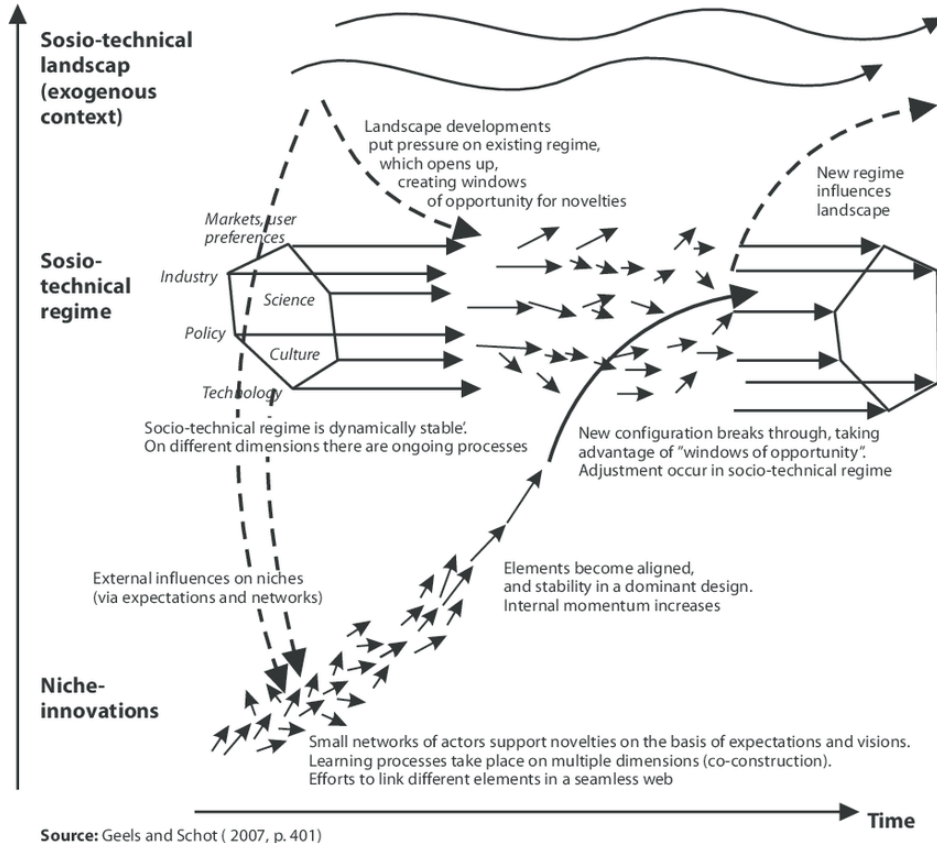 Sosio-technical
landscap
(exogenous
context)
Landscape developments
put pressure on existing regime,
which opens up,
creating windows
of opportunity for novelties
New regime
influences
landscape
Markets, user
preferences
Sosio-
technical
regime
Industry
Science
Policy
Culture
Technology
Socio-technical regime is dynamically stable’.
On different dimensions there are ongoing processes
New configuration breaks through, taking
advantage of ”windows of opportunity”.
Adjustment occur in socio-technical regime
External influences on niches
(via expectations and networks)
Elements become aligned,
and stability in a dominant design.
Internal momentum increases
Niche-
innovations
Small networks of actors support novelties on the basis of expectations and visions.
Learning processes take place on multiple dimensions (co-construction).
Efforts to link different elements in a seamless web
Time
Source: Geels and Schot ( 2007, p. 401)